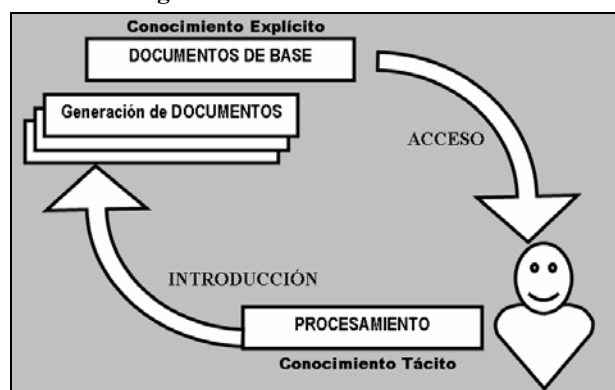 Conocimiento Explícito
DOCUMENTOS DE BASE
Generación de DOCUMENTOS
ACCESO
INTRODUCCIÓN
PROCESAMIENTO
Conocimiento Tácito